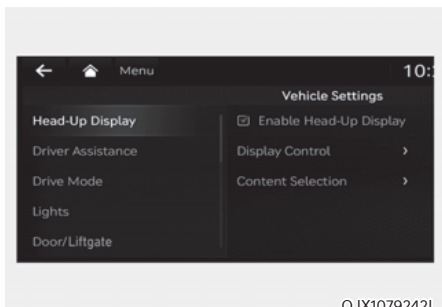 Menu
10:
Vehicle Settings
Head-Up Display
Enable Head-Up Display
Driver Assistance
Display Control
Drive Mode
Content Selection
Lights
Door/Liftgate
OJX1079242L